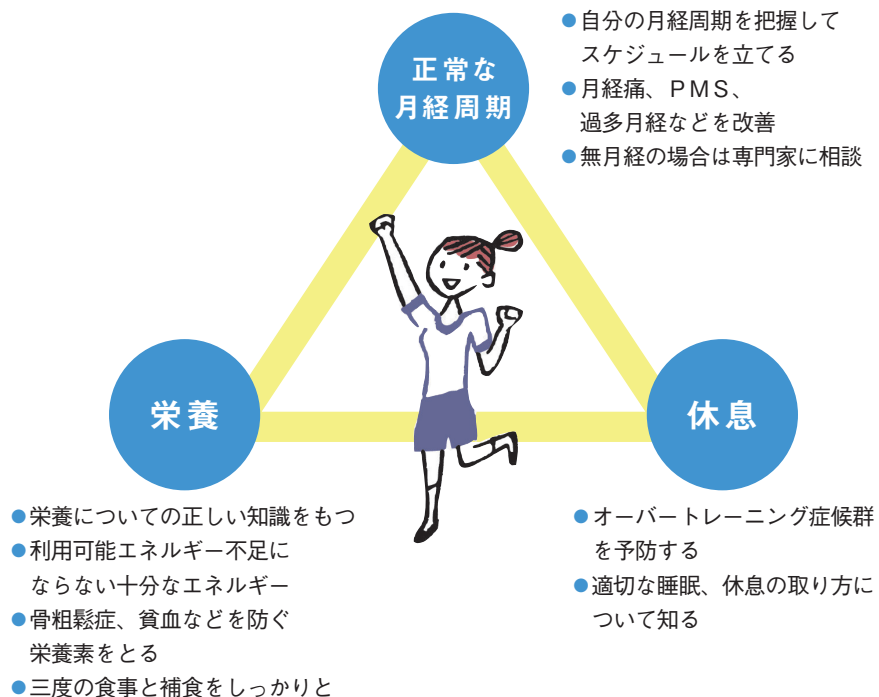 正常な
月経周期
●自分の月経周期を把握して
スケジュールを立てる
●月経痛、ＰＭＳ、
過多月経などを改善
●無月経の場合は専門家に相談
栄養
●栄養についての正しい知識をもつ
●利用可能エネルギー不足に
ならない十分なエネルギー
●骨粗鬆症、貧血などを防ぐ
栄養素をとる
●三度の食事と補食をしっかりと
休息
●オーバートレーニング症候群
を予防する
●適切な睡眠、休息の取り方に
ついて知る